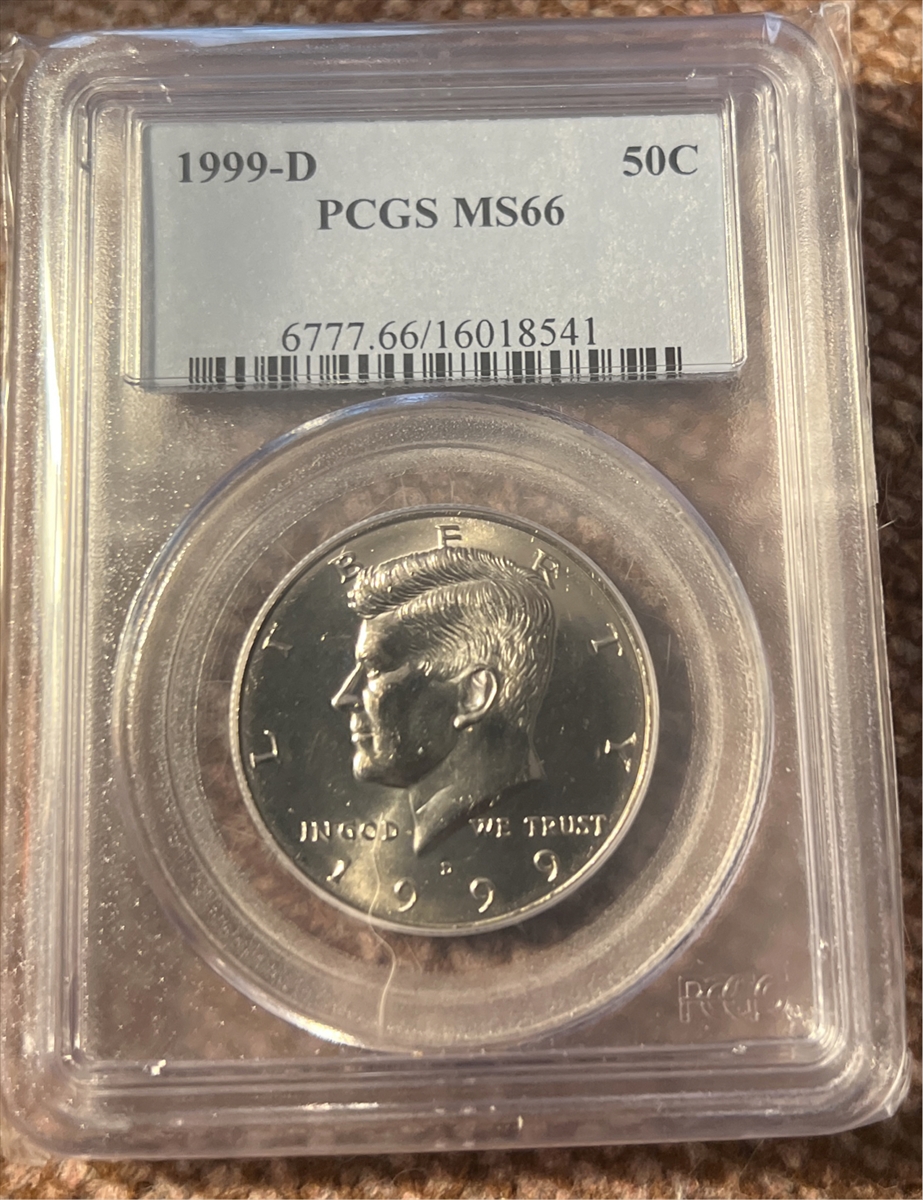 1999-D 50C
PCGS MS66
6777.66/16018541
LIBERTY
IN GOD WE TRUST
D
1999
PCGS